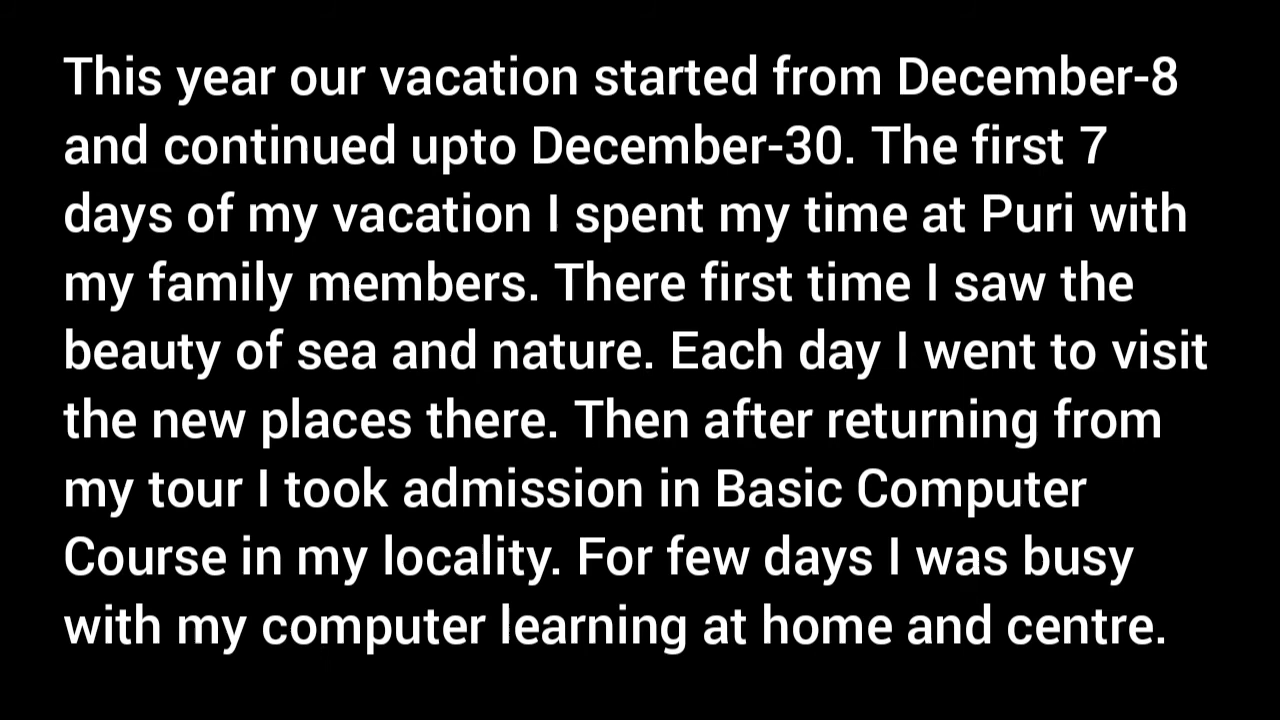 This year our vacation started from December-8
and continued upto December-30. The first 7
days of my vacation I spent my time at Puri with
my family members. There first time I saw the
beauty of sea and nature. Each day I went to visit
the new places there. Then after returning from
my tour I took admission in Basic Computer
Course in my locality. For few days I was busy
with my computer learning at home and centre.